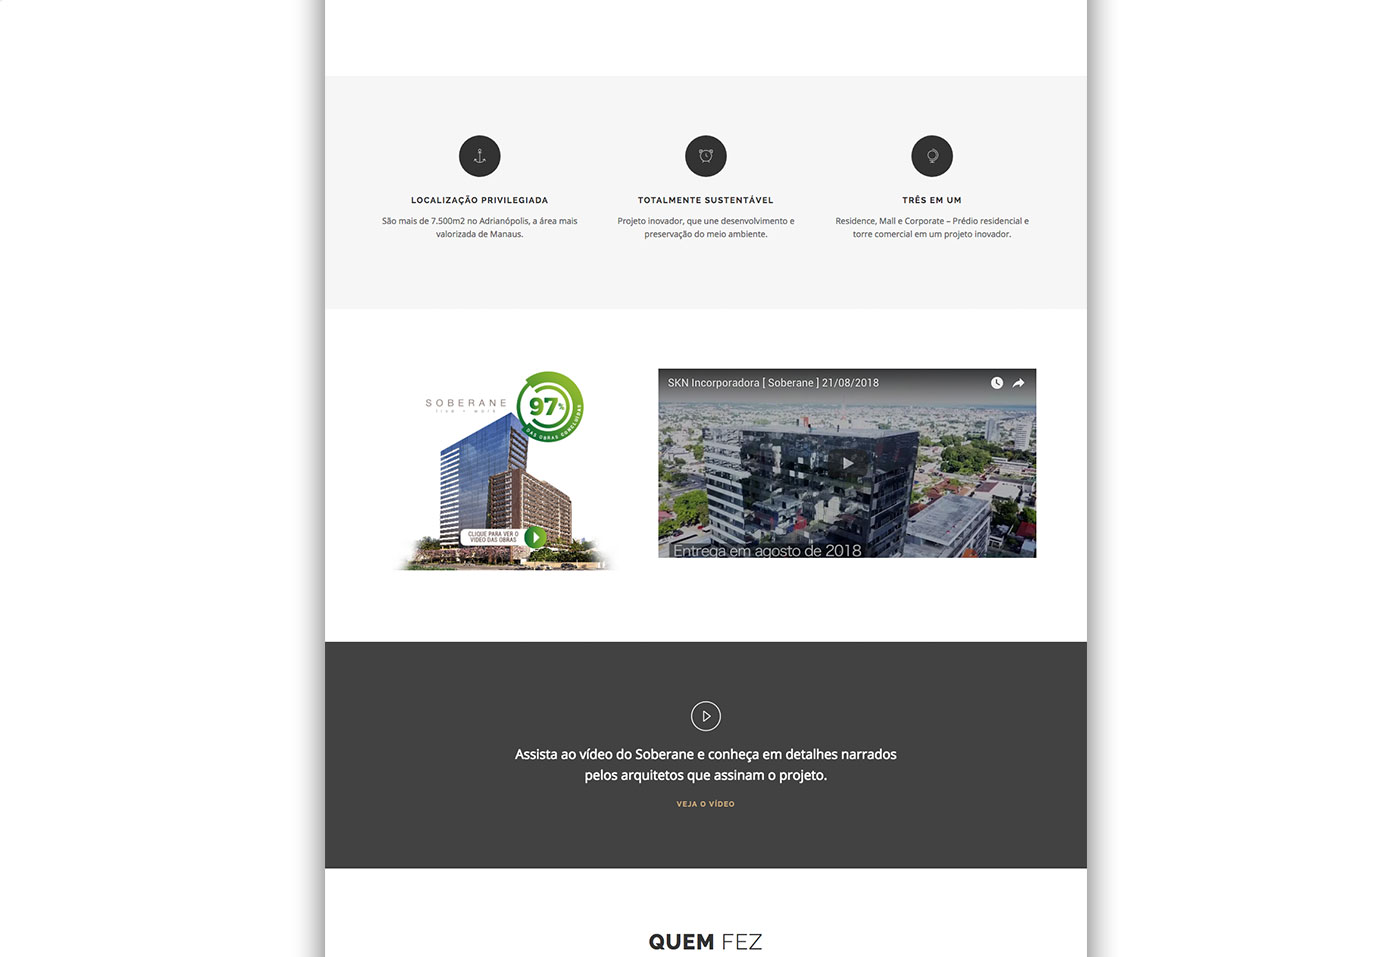 LOCALIZAÇÃO PRIVILEGIADA
São mais de 7.500m2 no Adrianópolis, a área mais
valorizada de Manaus.
TOTALMENTE SUSTENTÁVEL
Projeto inovador, que une desenvolvimento e
preservação do meio ambiente.
TRÊS EM UM
Residence, Mall e Corporate – Prédio residencial e
torre comercial em um projeto inovador.
SOBERANE
live + work
97%
DAS OBRAS CONCLUÍDAS
CLIQUE PARA VER O
VÍDEO DAS OBRAS
SKN Incorporadora [ Soberane ] 21/08/2018
Entrega em agosto de 2018
Assista ao vídeo do Soberane e conheça em detalhes narrados
pelos arquitetos que assinam o projeto.
VEJA O VÍDEO
QUEM FEZ